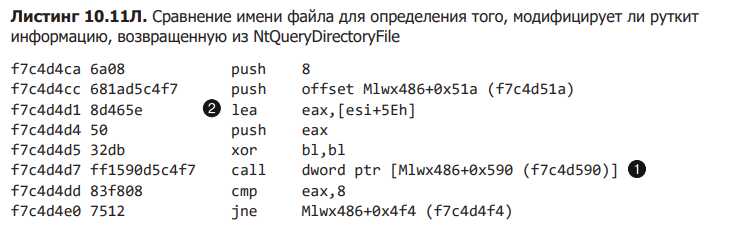 Листинг 10.11Л. Сравнение имени файла для определения того, модифицирует ли руткит
информацию, возвращенную из NtQueryDirectoryFile
f7c4d4ca 6a08 push 8
f7c4d4cc 681ad5c4f7 push offset Mlwx486+0x51a (f7c4d51a)
f7c4d4d1 8d465e ❷ lea eax,[esi+5Eh]
f7c4d4d4 50 push eax
f7c4d4d5 32db xor bl,bl
f7c4d4d7 ff1590d5c4f7 call dword ptr [Mlwx486+0x590 (f7c4d590)] ❶
f7c4d4dd 83f808 cmp eax,8
f7c4d4e0 7512 jne Mlwx486+0x4f4 (f7c4d4f4)